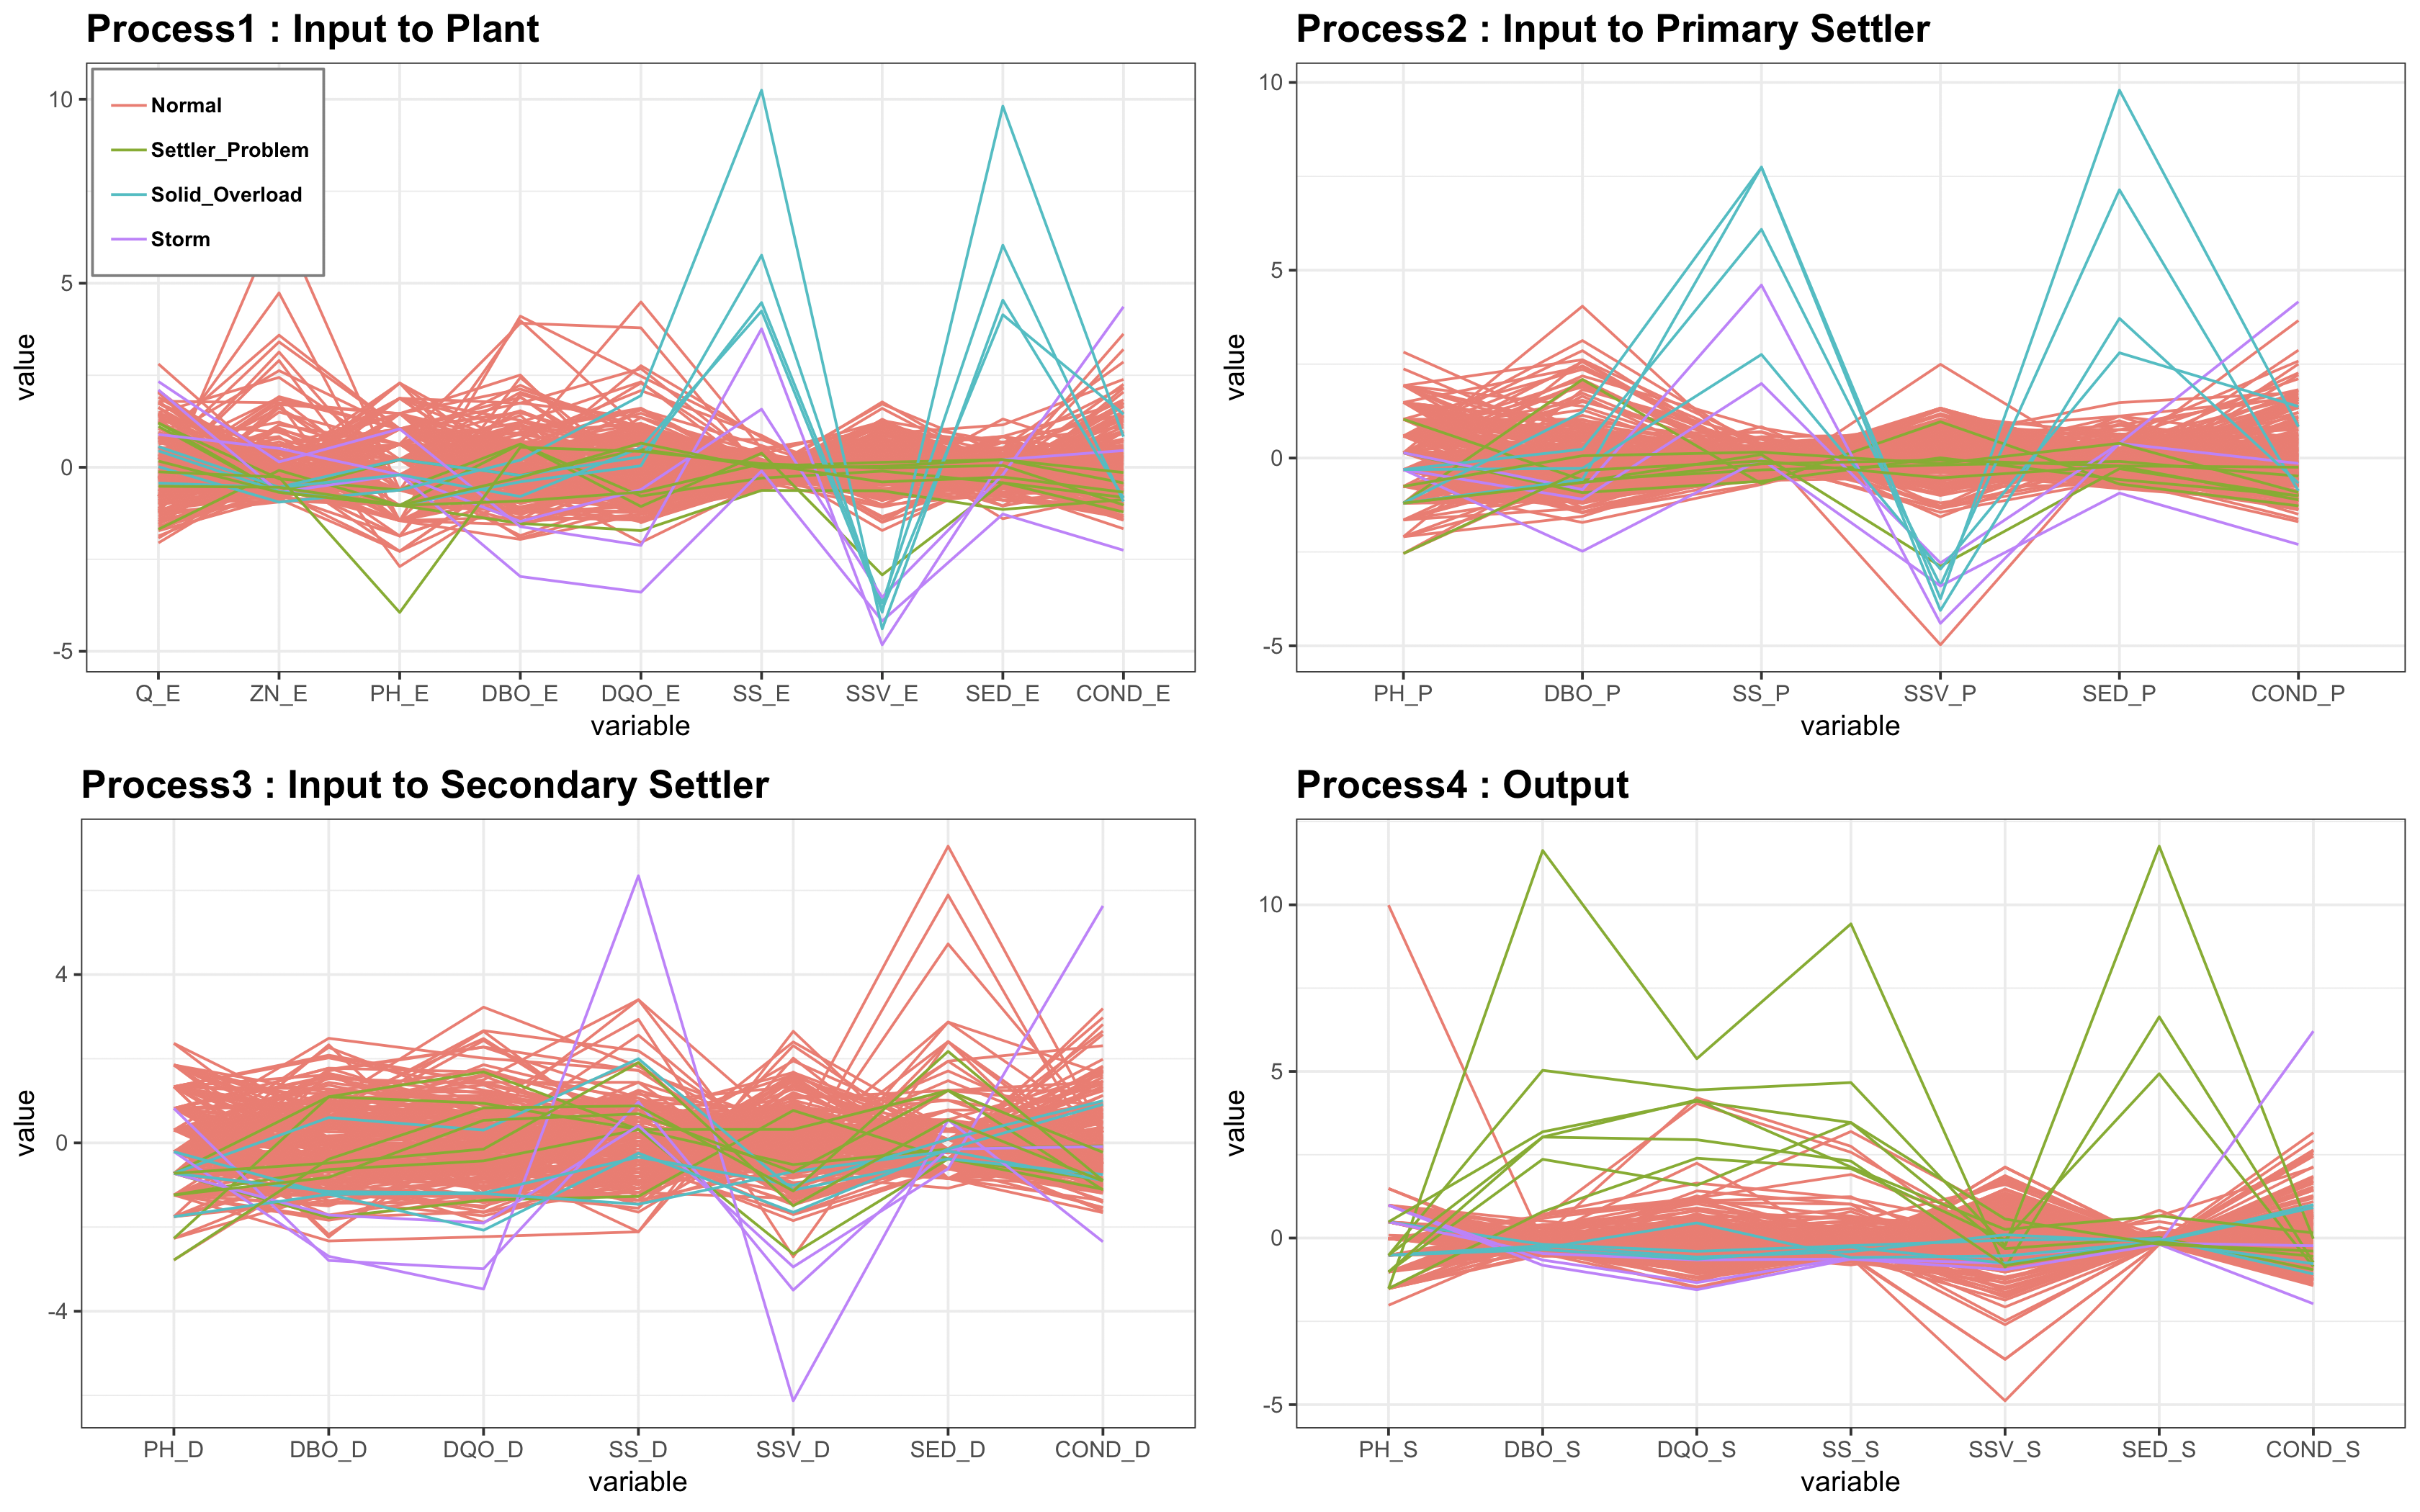 Process1 : Input to Plant
value
10
5
0
-5
Normal
Settler_Problem
Solid_Overload
Storm
Q_E ZN_E PH_E DBO_E DQO_E SS_E SSV_E SED_E COND_E
variable
Process2 : Input to Primary Settler
value
10
5
0
-5
PH_P DBO_P SS_P SSV_P SED_P COND_P
variable
Process3 : Input to Secondary Settler
value
4
0
-4
PH_D DBO_D DQO_D SS_D SSV_D SED_D COND_D
variable
Process4 : Output
value
10
5
0
-5
PH_S DBO_S DQO_S SS_S SSV_S SED_S COND_S
variable